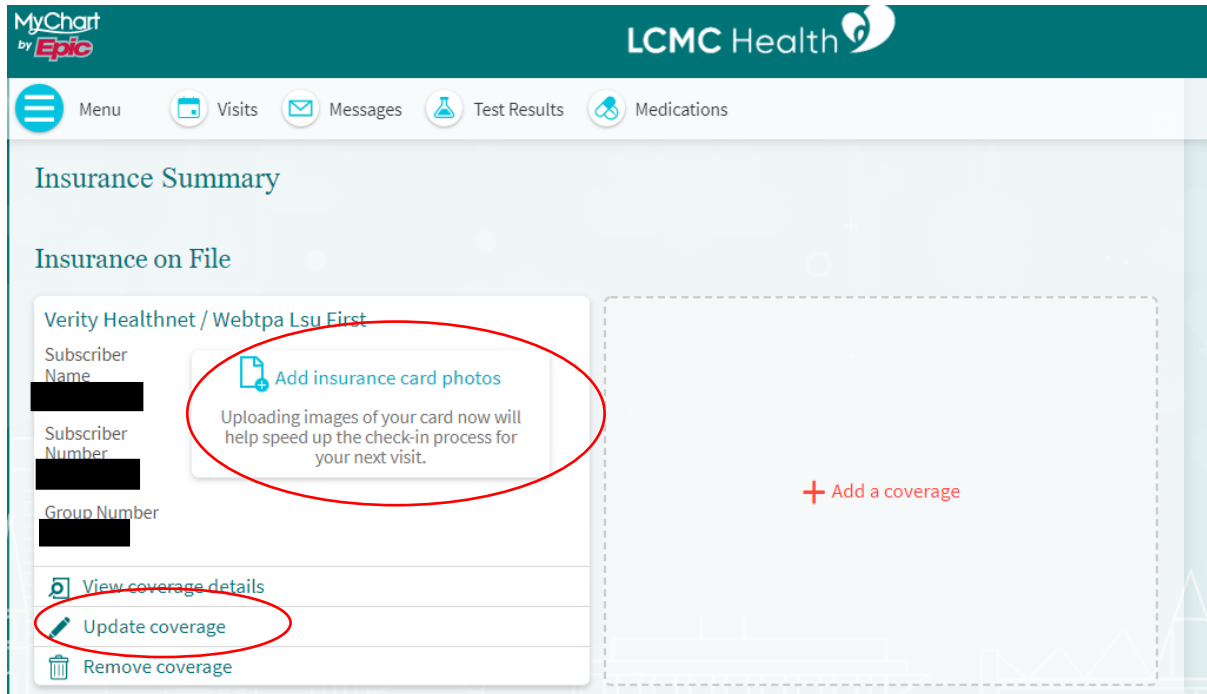 MyChart
by Epic
LCMC Health
Menu
Visits
Messages
Test Results
Medications
Insurance Summary
Insurance on File
Verity Healthnet / Webtpa Lsu First
Subscriber
Name
Add insurance card photos
Uploading images of your card now will
help speed up the check-in process for
your next visit.
Subscriber
Number
Group Number
View coverage details
Update coverage
Remove coverage
Add a coverage